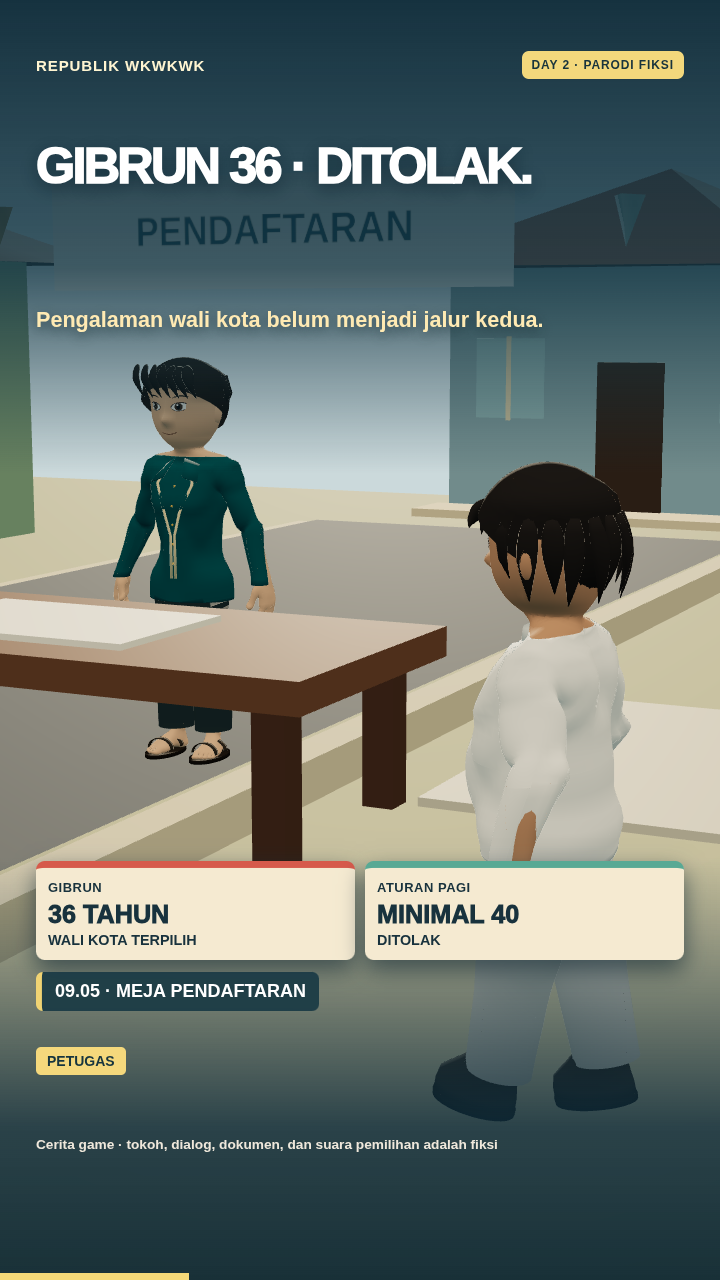 REPUBLIK WKWKWK
DAY 2 · PARODI FIKSI
GIBRUN 36 · DITOLAK.
PENDAFTARAN
Pengalaman wali kota belum menjadi jalur kedua.
GIBRUN
36 TAHUN
WALI KOTA TERPILIH
ATURAN PAGI
MINIMAL 40
DITOLAK
09.05 · MEJA PENDAFTARAN
PETUGAS
Cerita game · tokoh, dialog, dokumen, dan suara pemilihan adalah fiksi